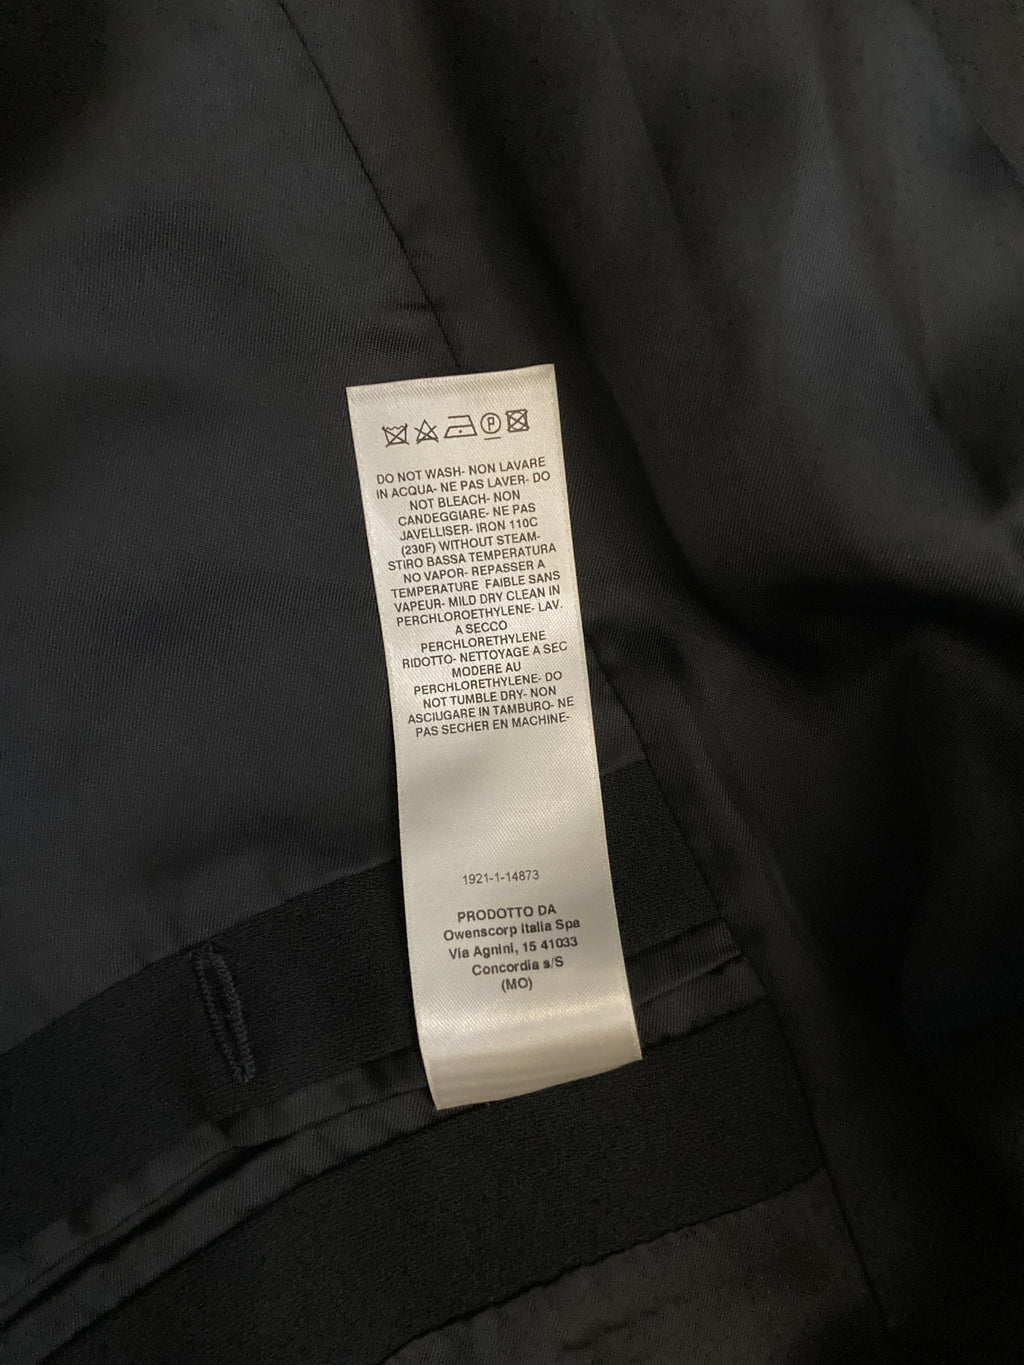 P
DO NOT WASH- NON LAVARE
IN ACQUA- NE PAS LAVER- DO
NOT BLEACH- NON
CANDEGGIARE- NE PAS
JAVELLISER- IRON 110C
(230F) WITHOUT STEAM-
STIRO BASSA TEMPERATURA
NO VAPOR- REPASSER A
TEMPERATURE FAIBLE SANS
VAPEUR- MILD DRY CLEAN IN
PERCHLOROETHYLENE- LAV.
A SECCO
PERCHLORETHYLENE
RIDOTTO- NETTOYAGE A SEC
MODERE AU
PERCHLORETHYLENE- DO
NOT TUMBLE DRY- NON
ASCIUGARE IN TAMBURO- NE
PAS SECHER EN MACHINE-
1921-1-14873
PRODOTTO DA
Owenscorp Italia Spa
Via Agnini, 15 41033
Concordia s/S
(MO)